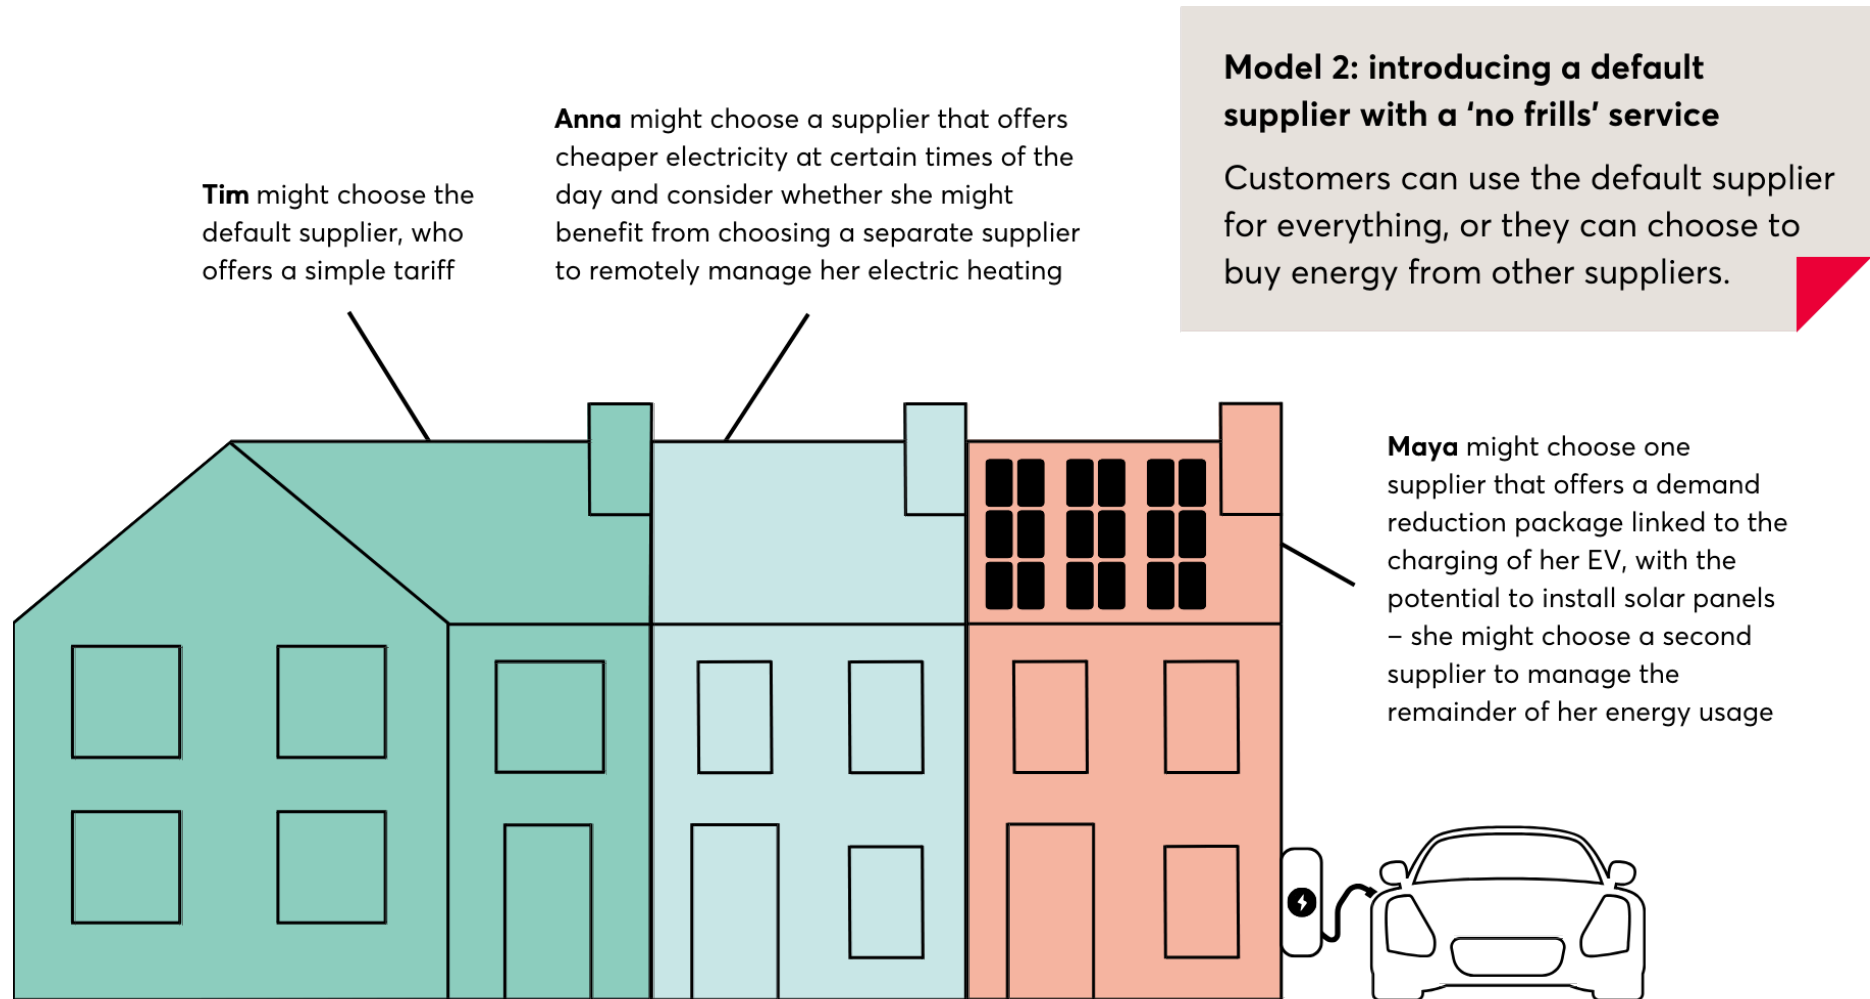 Model 2: introducing a default
supplier with a ‘no frills’ service
Customers can use the default supplier
for everything, or they can choose to
buy energy from other suppliers.
Tim might choose the
default supplier, who
offers a simple tariff
Anna might choose a supplier that offers
cheaper electricity at certain times of the
day and consider whether she might
benefit from choosing a separate supplier
to remotely manage her electric heating
Maya might choose one
supplier that offers a demand
reduction package linked to the
charging of her EV, with the
potential to install solar panels
– she might choose a second
supplier to manage the
remainder of her energy usage